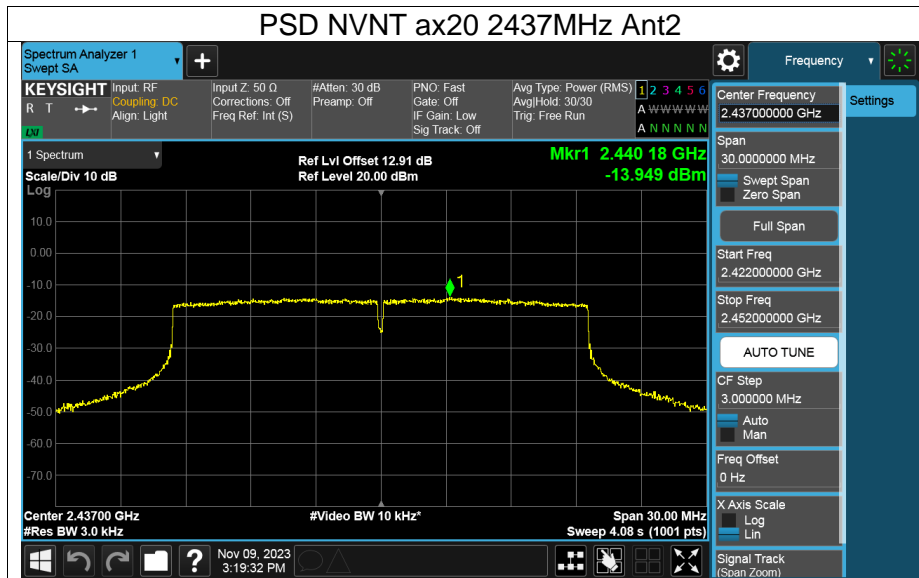 PSD NVNT ax20 2437MHz Ant2
Spectrum Analyzer 1
Swept SA
+
Frequency
KEYSIGHT
R T
LXI
Input: RF
Coupling: DC
Align: Light
Input Z: 50 Ω
Corrections: Off
Freq Ref: Int (S)
#Atten: 30 dB
Preamp: Off
PNO: Fast
Gate: Off
IF Gain: Low
Sig Track: Off
Avg Type: Power (RMS)
Avg|Hold: 30/30
Trig: Free Run
1 2 3 4 5 6
A W W W W W
A N N N N N
1 Spectrum
Scale/Div 10 dB
Log
Ref Lvl Offset 12.91 dB
Ref Level 20.00 dBm
Mkr1 2.440 18 GHz
-13.949 dBm
10.0
0.00
-10.0
-20.0
-30.0
-40.0
-50.0
-60.0
-70.0
1
Center 2.43700 GHz
#Res BW 3.0 kHz
#Video BW 10 kHz*
Span 30.00 MHz
Sweep 4.08 s (1001 pts)
Center Frequency
2.437000000 GHz
Span
30.0000000 MHz
Swept Span
Zero Span
Full Span
Start Freq
2.422000000 GHz
Stop Freq
2.452000000 GHz
AUTO TUNE
CF Step
3.000000 MHz
Auto
Man
Freq Offset
0 Hz
X Axis Scale
Log
Lin
Signal Track
(Span Zoom)
Settings
?
Nov 09, 2023
3:19:32 PM